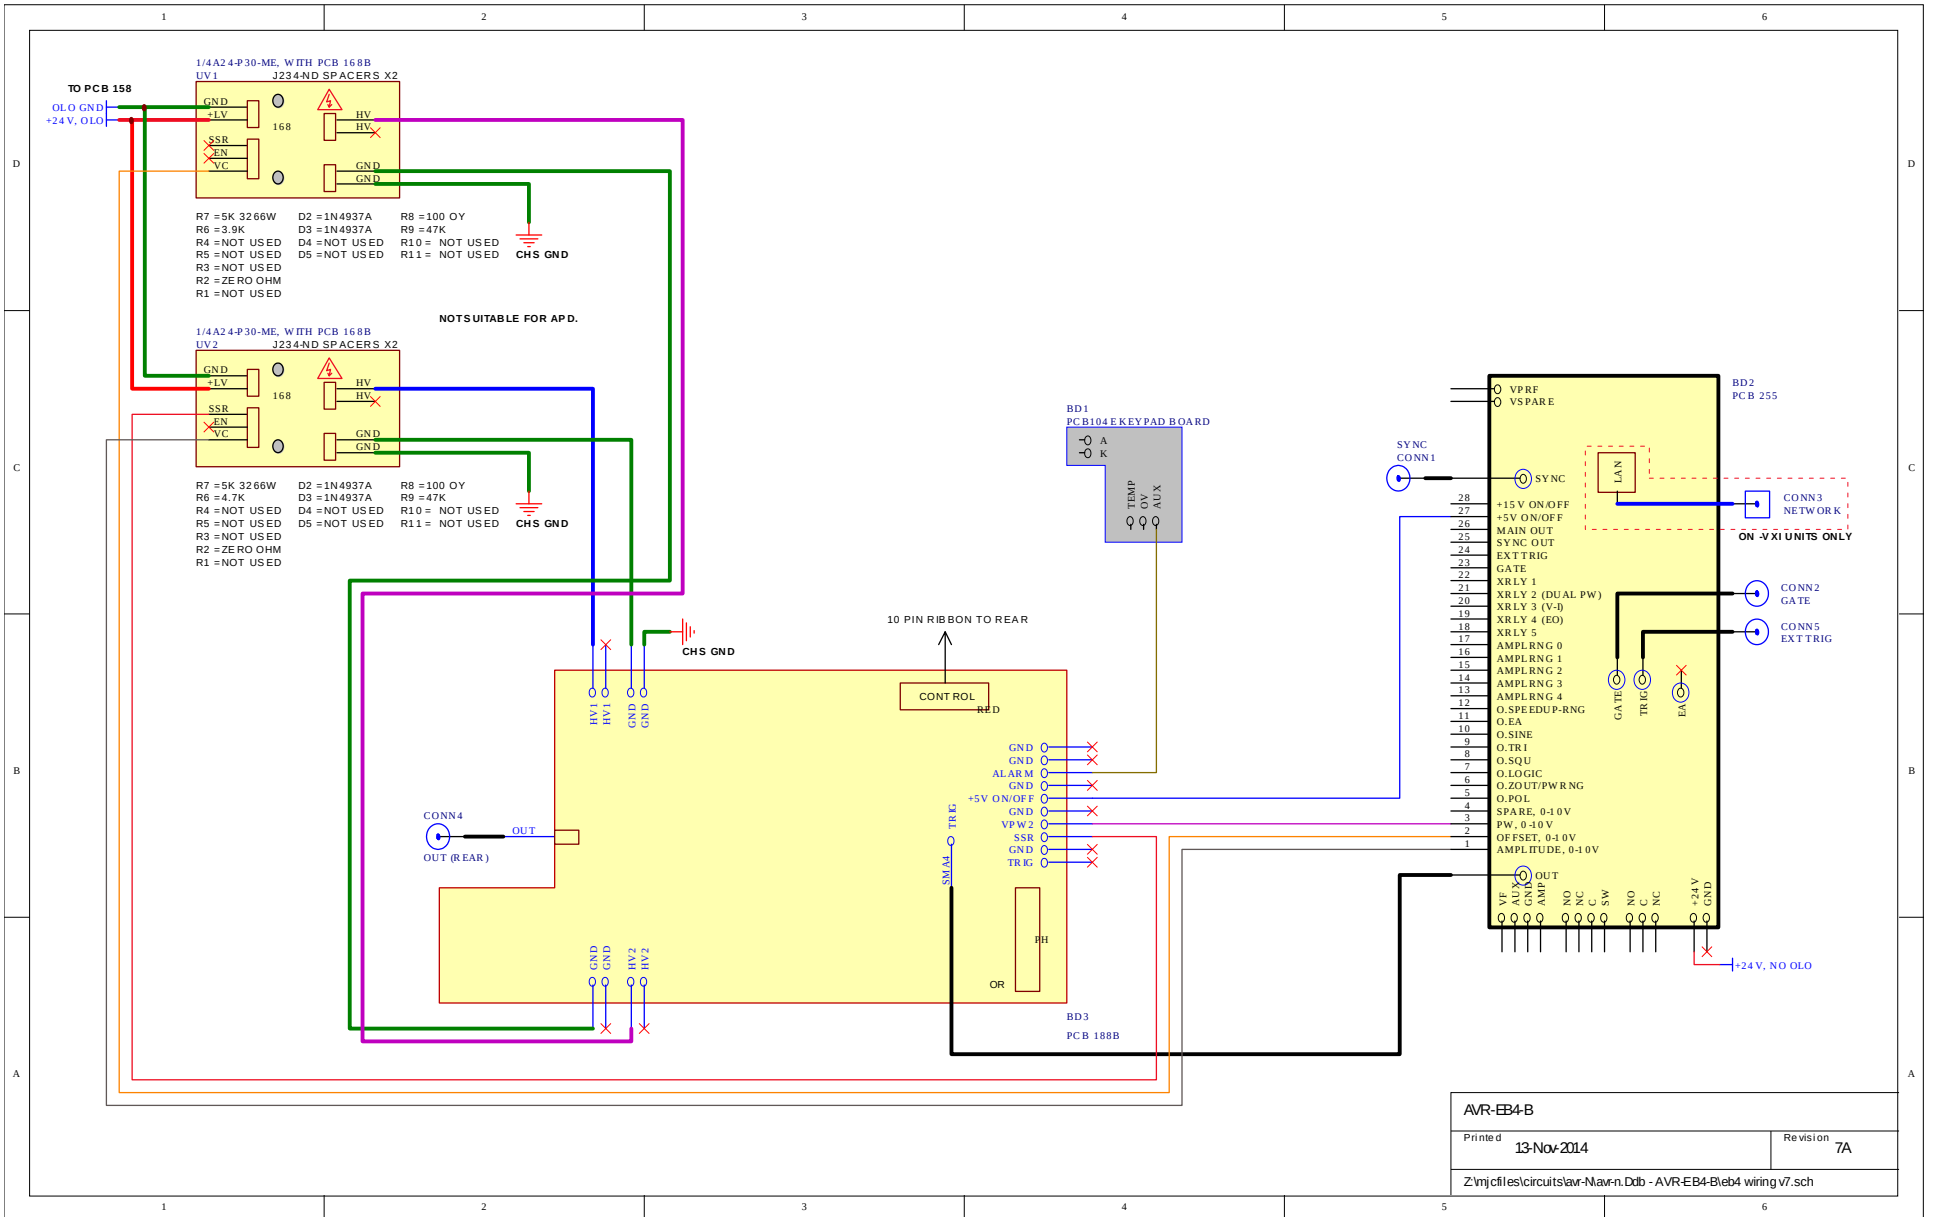 1 2 3 4 5 6
D
C
B
A
TO PCB 158
OLO GND
+24V, OLO
1/4A24-P30-ME, WITH PCB 168B
UV1 J234-ND SPACERS X2
GND
+LV
SSR
EN
VC
168
HV
HV
GND
GND
R7 =5K 3266W D2 =1N4937A R8 =100 OY
R6 =3.9K D3 =1N4937A R9 =47K
R4 =NOT USED D4 =NOT USED R10 = NOT USED
R5 =NOT USED D5 =NOT USED R11 = NOT USED
R3 =NOT USED
R2 =ZERO OHM
R1 =NOT USED
CHS GND
NOT SUITABLE FOR APD.
1/4A24-P30-ME, WITH PCB 168B
UV2 J234-ND SPACERS X2
GND
+LV
SSR
EN
VC
168
HV
HV
GND
GND
R7 =5K 3266W D2 =1N4937A R8 =100 OY
R6 =4.7K D3 =1N4937A R9 =47K
R4 =NOT USED D4 =NOT USED R10 = NOT USED
R5 =NOT USED D5 =NOT USED R11 = NOT USED
R3 =NOT USED
R2 =ZERO OHM
R1 =NOT USED
CHS GND
BD1
PCB104E KEYPAD BOARD
A
K
TEMP
OV
AUX
10 PIN RIBBON TO REAR
CHS GND
CONTROL
RED
HV1
HV1
GND
GND
GND
GND
ALARM
GND
+5V ON/OFF
GND
VPW2
SSR
GND
TRIG
TRIG
SMA4
CONN4
OUT
OUT (REAR)
GND
GND
HV2
HV2
PH
OR
BD3
PCB 188B
BD2
PCB 255
VPRF
VSPARE
SYNC
CONN1
SYNC
LAN
CONN3
NETWORK
ON -VXI UNITS ONLY
CONN2
GATE
CONN5
EXT TRIG
28 +15V ON/OFF
27 +5V ON/OFF
26 MAIN OUT
25 SYNC OUT
24 EXT TRIG
23 GATE
22 XRLY 1
21 XRLY 2 (DUAL PW)
20 XRLY 3 (V-I)
19 XRLY 4 (EO)
18 XRLY 5
17 AMPLRNG 0
16 AMPLRNG 1
15 AMPLRNG 2
14 AMPLRNG 3
13 AMPLRNG 4
12 O.SPEEDUP-RNG
11 O.EA
10 O.SINE
9 O.TRI
8 O.SQU
7 O.LOGIC
6 O.ZOUT/PWRNG
5 O.POL
4 SPARE, 0-10V
3 PW, 0-10V
2 OFFSET, 0-10V
1 AMPLITUDE, 0-10V
GATE
TRIG
EA
OUT
VF
AUX
GND
AMP
NO
NC
C
SW
NO
C
NC
+24V
GND
+24V, NO OLO
AVR-EB4-B
Printed 13-Nov-2014 Revision 7A
Z:\mjcfiles\circuits\avr-N\avr-n.Ddb - AVR-EB4-B\eb4 wiring v7.sch
D
C
B
A
1 2 3 4 5 6